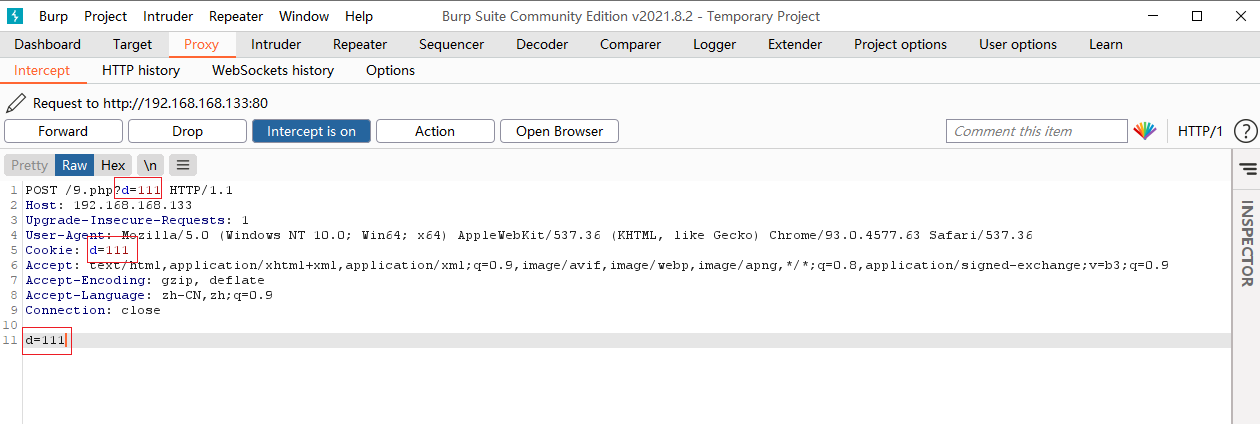 Burp Project Intruder Repeater Window Help Burp Suite Community Edition v2021.8.2 - Temporary Project
Dashboard Target Proxy Intruder Repeater Sequencer Decoder Comparer Logger Extender Project options User options Learn
Intercept HTTP history WebSockets history Options
Request to http://192.168.168.133:80
Forward Drop Intercept is on Action Open Browser Comment this item HTTP/1 ?
Pretty Raw Hex \n
1 POST /9.php?d=111 HTTP/1.1
2 Host: 192.168.168.133
3 Upgrade-Insecure-Requests: 1
4 User-Agent: Mozilla/5.0 (Windows NT 10.0; Win64; x64) AppleWebKit/537.36 (KHTML, like Gecko) Chrome/93.0.4577.63 Safari/537.36
5 Cookie: d=111
6 Accept: text/html,application/xhtml+xml,application/xml;q=0.9,image/avif,image/webp,image/apng,*/*;q=0.8,application/signed-exchange;v=b3;q=0.9
7 Accept-Encoding: gzip, deflate
8 Accept-Language: zh-CN,zh;q=0.9
9 Connection: close
10
11 d=111
INSPECTOR